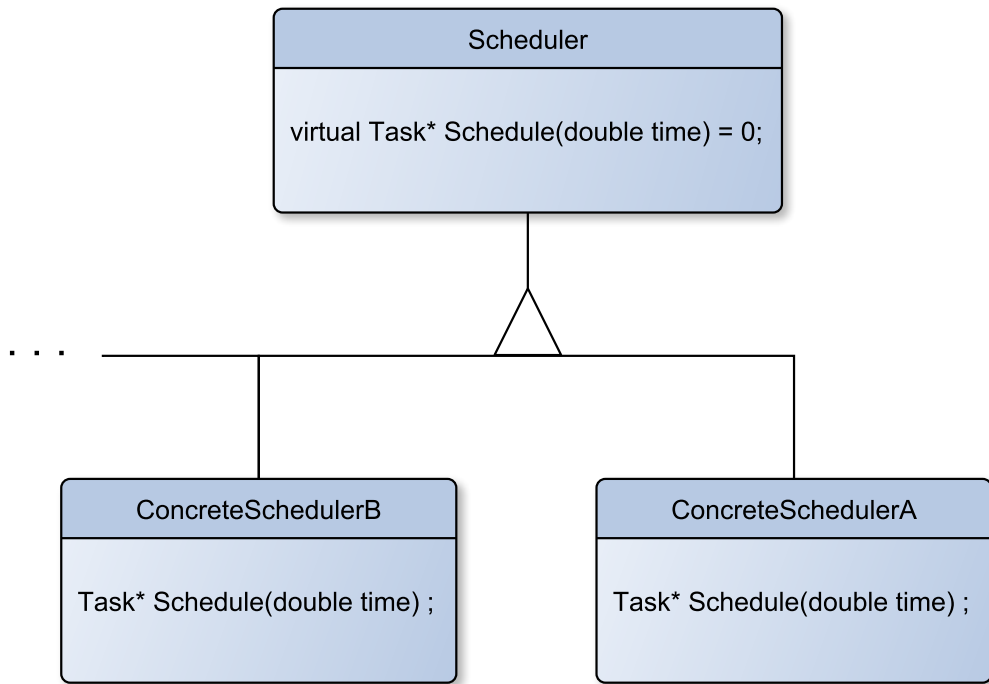 Scheduler
virtual Task* Schedule(double time) = 0;
. . .
ConcreteSchedulerB
Task* Schedule(double time) ;
ConcreteSchedulerA
Task* Schedule(double time) ;